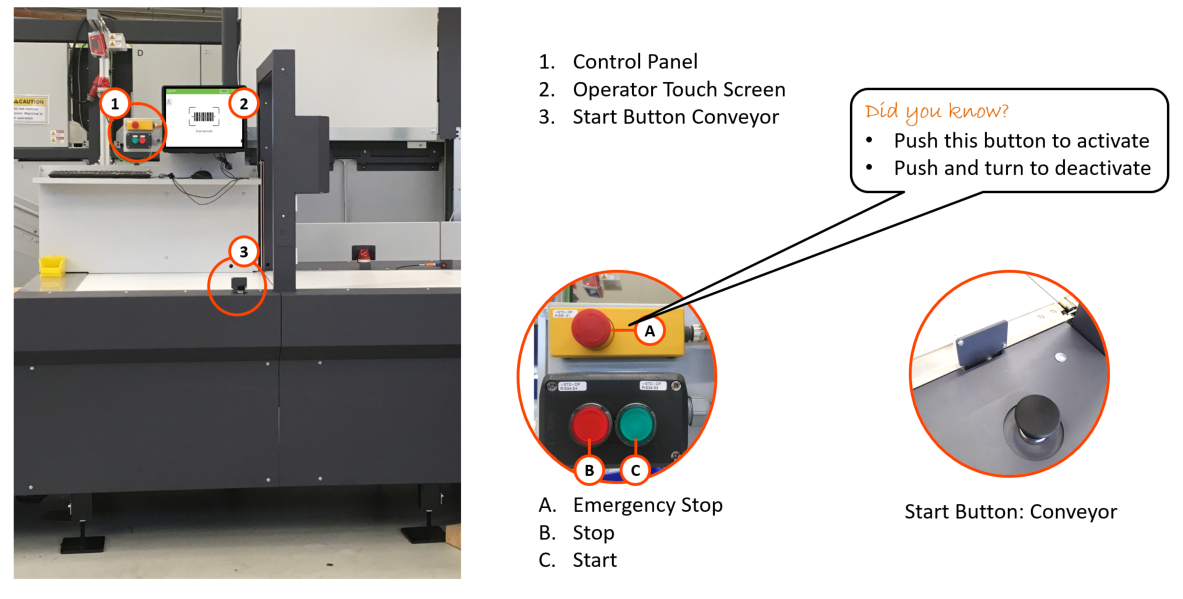 1. Control Panel
2. Operator Touch Screen
3. Start Button Conveyor
Did you know?
• Push this button to activate
• Push and turn to deactivate
CAUTION
D
1
2
3
A
B
C
A. Emergency Stop
B. Stop
C. Start
Start Button: Conveyor